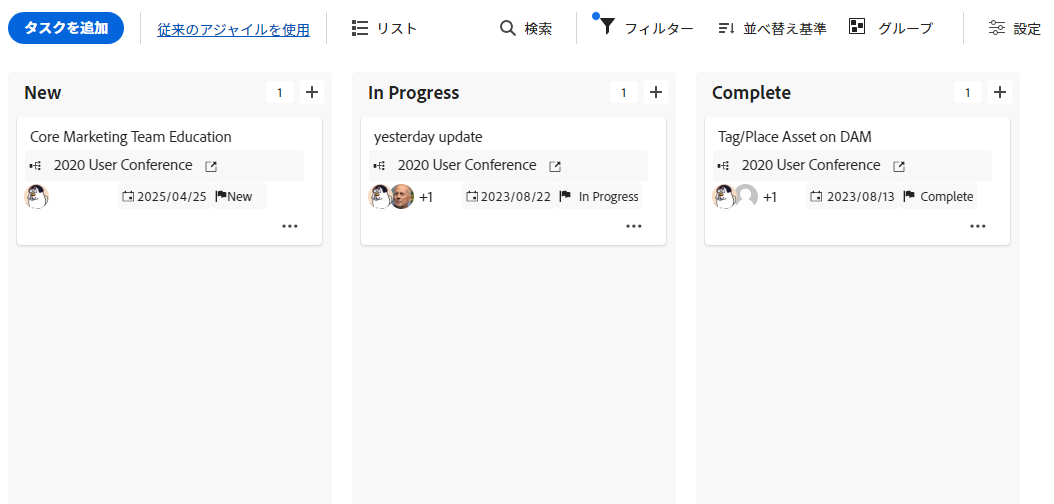 タスクを追加 従来のアジャイルを使用 リスト 検索 フィルター 並べ替え基準 グループ 設定
New 1
Core Marketing Team Education
2020 User Conference
2025/04/25 New
In Progress 1
yesterday update
2020 User Conference
+1 2023/08/22 In Progress
Complete 1
Tag/Place Asset on DAM
2020 User Conference
+1 2023/08/13 Complete